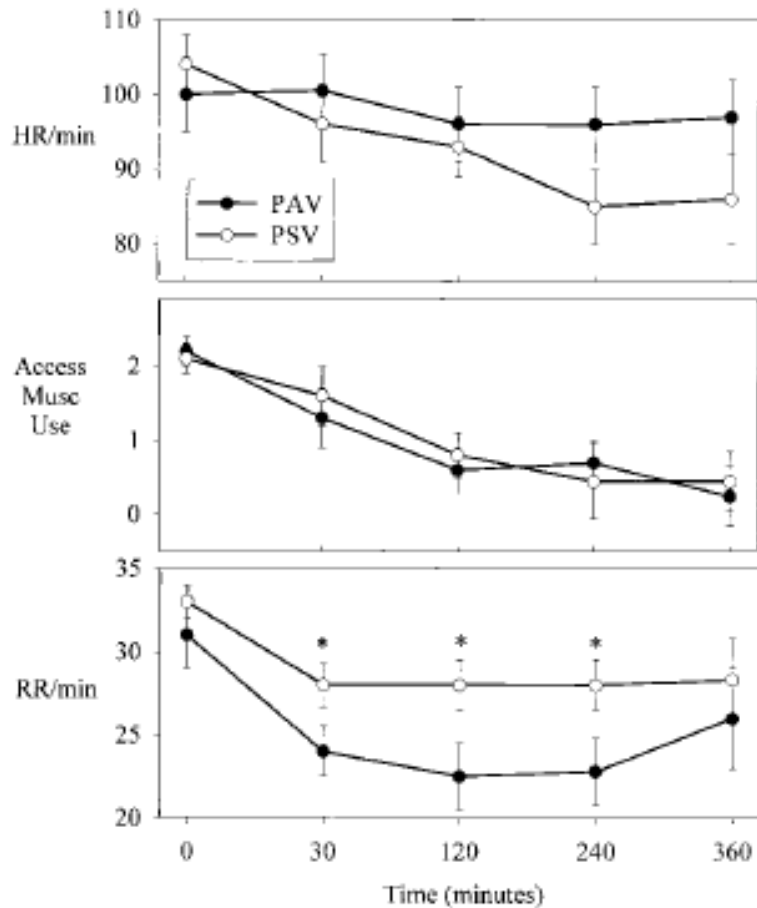 110
100
HR/min
90
80
PAV
PSV
2
Access
Musc
Use
1
0
35
* * *
30
RR/min
25
20
0 30 120 240 360
Time (minutes)